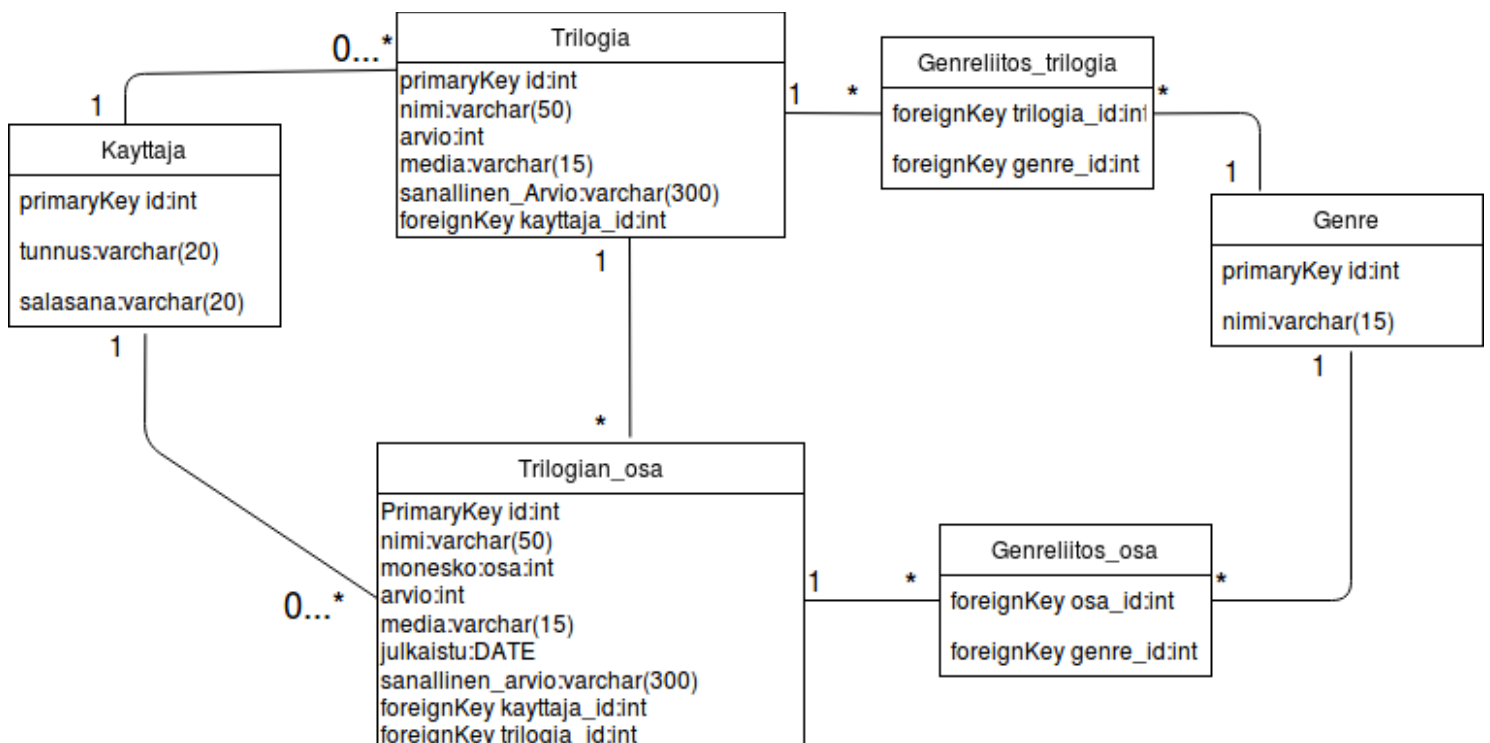 Trilogia
primaryKey id:int
nimi:varchar(50)
arvio:int
media:varchar(15)
sanallinen_Arvio:varchar(300)
foreignKey kayttaja_id:int
0...*
1
1
*
Genreliitos_trilogia
foreignKey trilogia_id:int
foreignKey genre_id:int
*
1
Kayttaja
primaryKey id:int
tunnus:varchar(20)
salasana:varchar(20)
1
Genre
primaryKey id:int
nimi:varchar(15)
1
1
*
Trilogian_osa
PrimaryKey id:int
nimi:varchar(50)
monesko:osa:int
arvio:int
media:varchar(15)
julkaistu:DATE
sanallinen_arvio:varchar(300)
foreignKey kayttaja_id:int
foreignKey trilogia_id:int
0...*
1
*
Genreliitos_osa
foreignKey osa_id:int
foreignKey genre_id:int
*